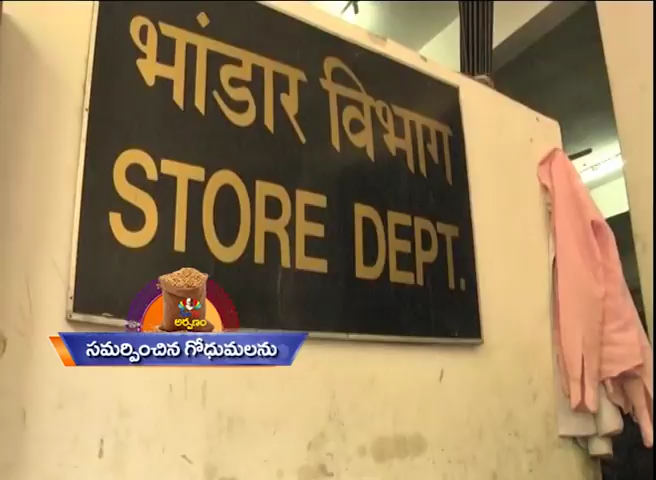 भांडार विभाग
STORE DEPT.
అర్పణం
సమర్పించిన గోధుమలను